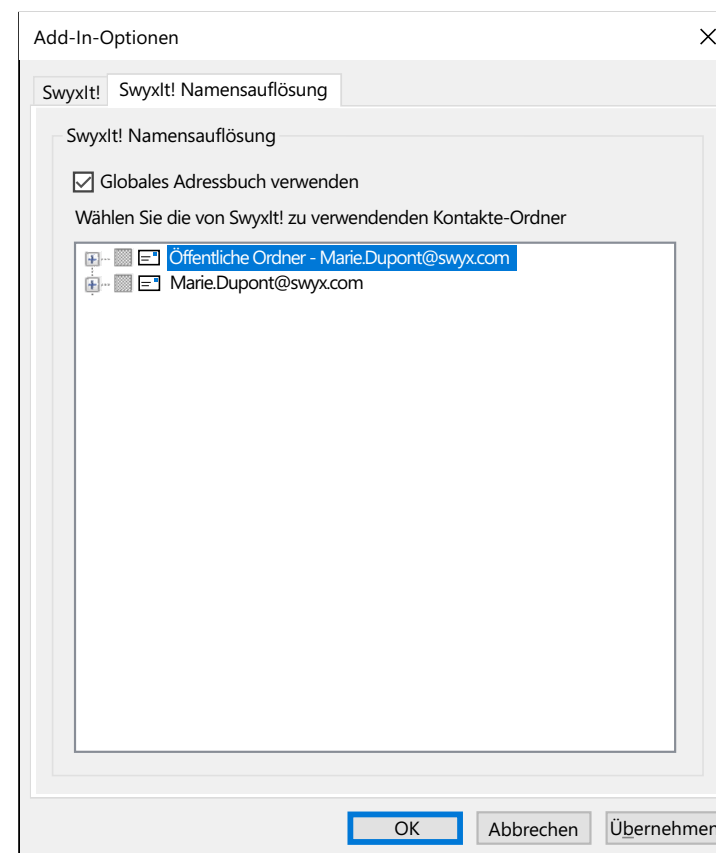 Add-In-Optionen
SwyxIt! SwyxIt! Namensauflösung
SwyxIt! Namensauflösung
Globales Adressbuch verwenden
Wählen Sie die von SwyxIt! zu verwendenden Kontakte-Ordner
Öffentliche Ordner - Marie.Dupont@swyx.com
Marie.Dupont@swyx.com
OK Abbrechen Übernehmen